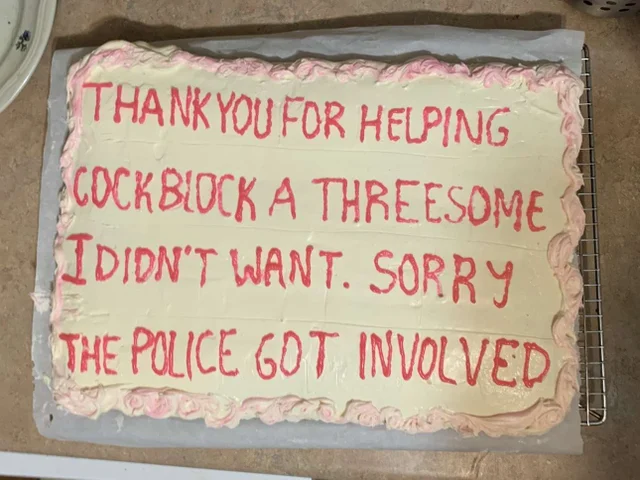 THANK YOU FOR HELPING
COCKBLOCK A THREESOME
I DIDN'T WANT. SORRY
THE POLICE GOT INVOLVED